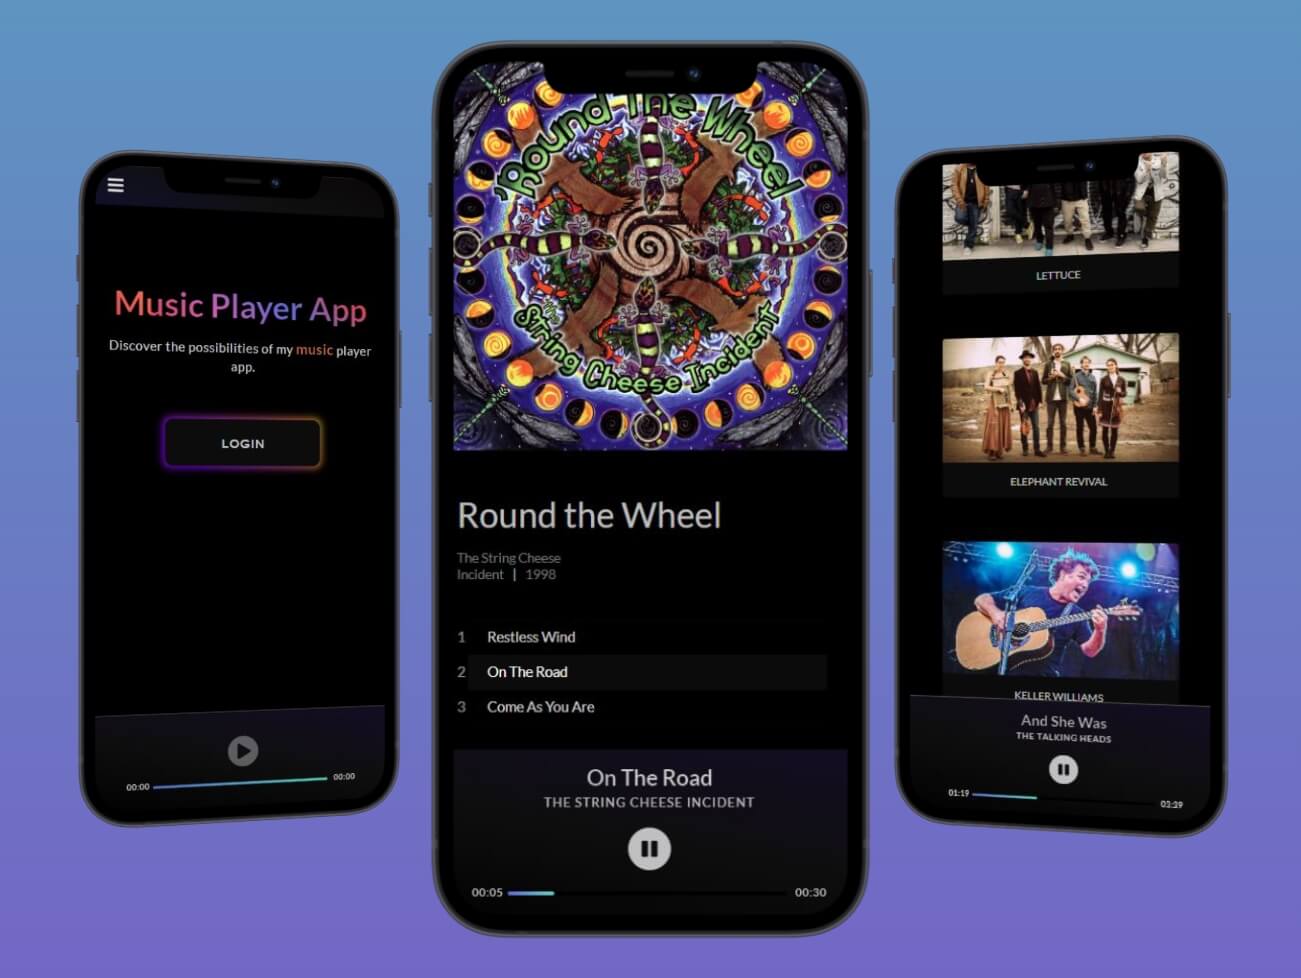 Music Player App
Discover the possibilities of my music player
app.
LOGIN
00:00
00:00
'Round The Wheel
The
String Cheese Incident
Round the Wheel
The String Cheese
Incident | 1998
1 Restless Wind
2 On The Road
3 Come As You Are
On The Road
THE STRING CHEESE INCIDENT
00:05
00:30
LETTUCE
ELEPHANT REVIVAL
KELLER WILLIAMS
And She Was
THE TALKING HEADS
01:19